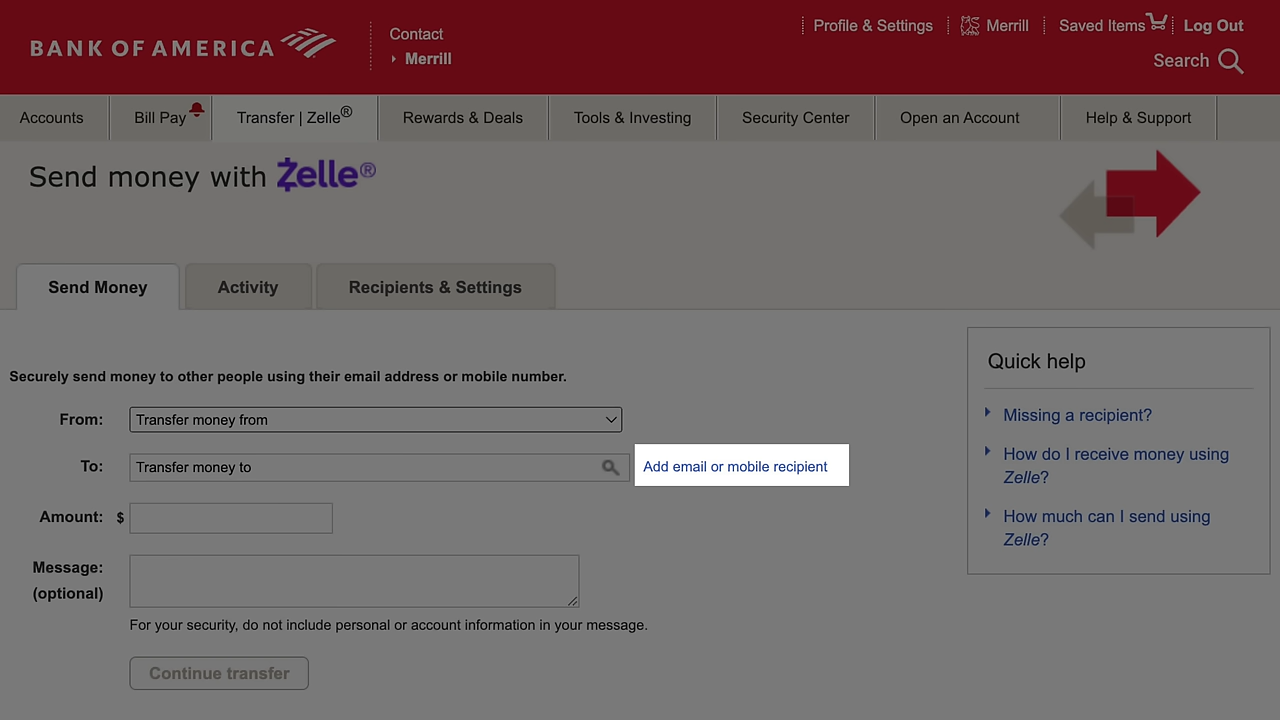 BANK OF AMERICA
Contact
Merrill
Profile & Settings
Merrill
Saved Items
Log Out
Search
Accounts
Bill Pay
Transfer | Zelle®
Rewards & Deals
Tools & Investing
Security Center
Open an Account
Help & Support
Send money with Zelle®
Send Money
Activity
Recipients & Settings
Securely send money to other people using their email address or mobile number.
From: Transfer money from
To: Transfer money to
Add email or mobile recipient
Amount: $
Message:
(optional)
For your security, do not include personal or account information in your message.
Continue transfer
Quick help
Missing a recipient?
How do I receive money using
Zelle?
How much can I send using
Zelle?